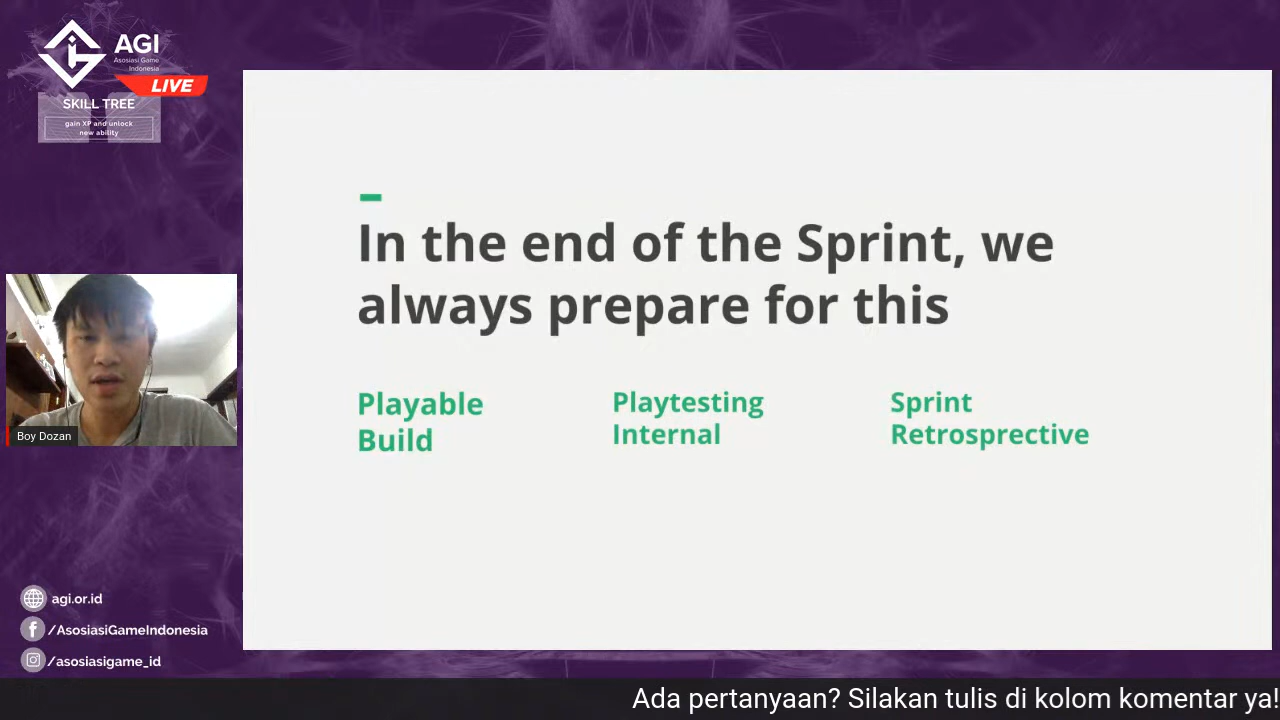 AGI
Asosiasi Game
Indonesia
LIVE
SKILL TREE
gain XP and unlock
new ability
In the end of the Sprint, we
always prepare for this
Playable
Build
Playtesting
Internal
Sprint
Retrosprective
Boy Dozan
agi.or.id
/AsosiasiGameIndonesia
/asosiasigame_id
Ada pertanyaan? Silakan tulis di kolom komentar ya!